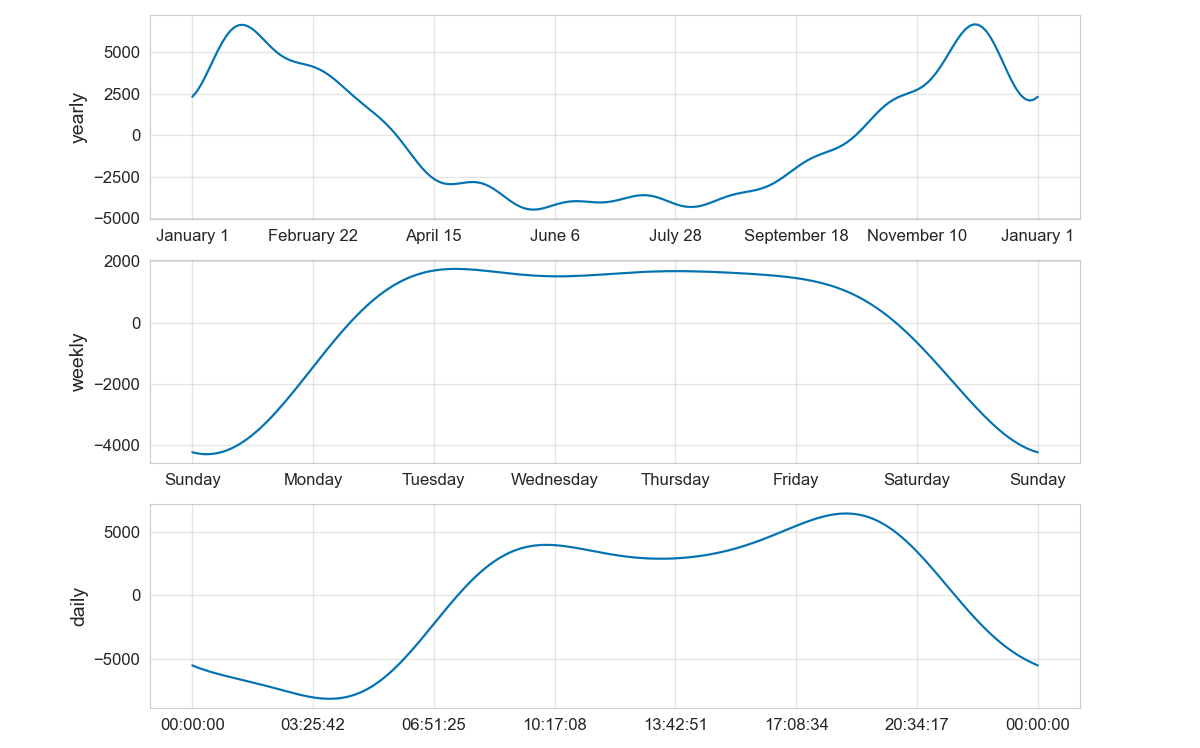 yearly
5000
2500
0
−2500
−5000
January 1 February 22 April 15 June 6 July 28 September 18 November 10 January 1
weekly
2000
0
−2000
−4000
Sunday Monday Tuesday Wednesday Thursday Friday Saturday Sunday
daily
5000
0
−5000
00:00:00 03:25:42 06:51:25 10:17:08 13:42:51 17:08:34 20:34:17 00:00:00